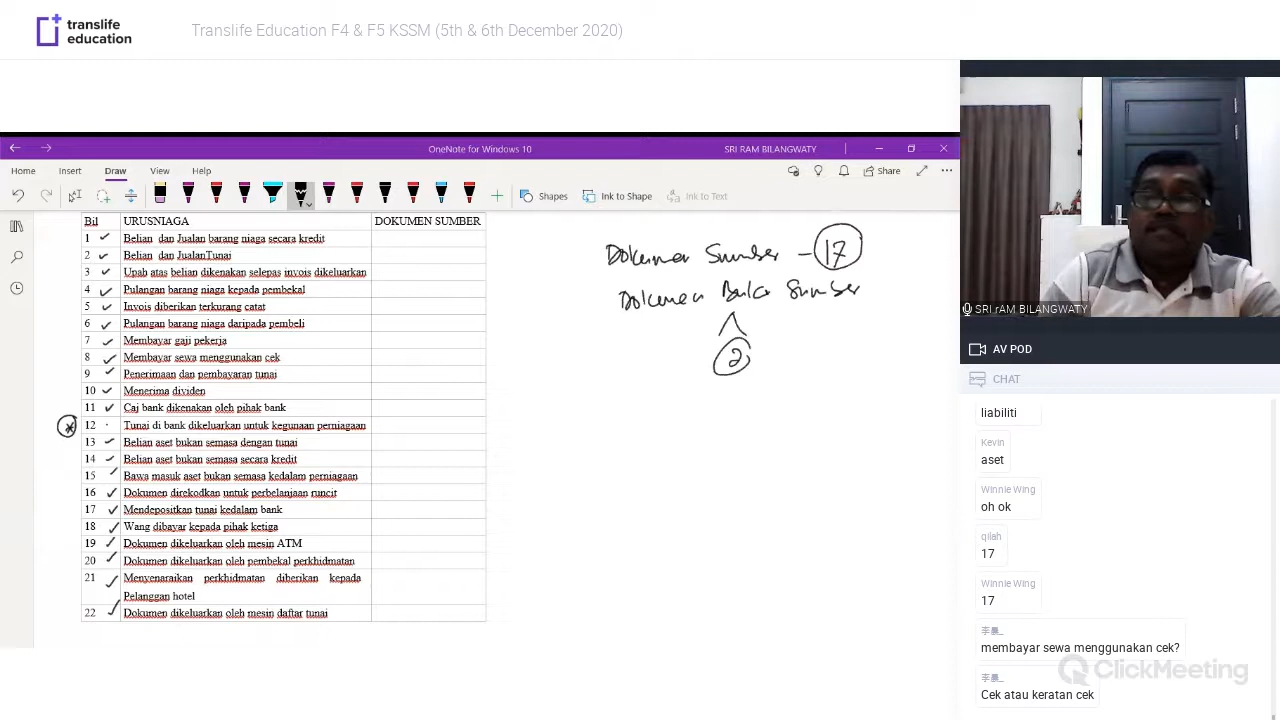 translife
education
Translife Education F4 & F5 KSSM (5th & 6th December 2020)
OneNote for Windows 10
SRI RAM BILANGWATY
Home
Insert
Draw
View
Help
Share
Shapes
Ink to Shape
Ink to Text
Bil URUSNIAGA DOKUMEN SUMBER
1 Belian dan Jualan barang niaga secara kredit
2 Belian dan JualanTunai
3 Upah atas belian dikenakan selepas invois dikeluarkan
4 Pulangan barang niaga kepada pembekal
5 Invois diberikan terkurang catat
6 Pulangan barang niaga daripada pembeli
7 Membayar gaji pekerja
8 Membayar sewa menggunakan cek
9 Penerimaan dan pembayaran tunai
10 Menerima dividen
11 Caj bank dikenakan oleh pihak bank
12 Tunai di bank dikeluarkan untuk kegunaan perniagaan
13 Belian aset bukan semasa dengan tunai
14 Belian aset bukan semasa secara kredit
15 Bawa masuk aset bukan semasa kedalam perniagaan
16 Dokumen direkodkan untuk perbelanjaan runcit
17 Mendepositkan tunai kedalam bank
18 Wang dibayar kepada pihak ketiga
19 Dokumen dikeluarkan oleh mesin ATM
20 Dokumen dikeluarkan oleh pembekal perkhidmatan
21 Menyenaraikan perkhidmatan diberikan kepada
Pelanggan hotel
22 Dokumen dikeluarkan oleh mesin daftar tunai
Dokumen Sumber - 17
Dokumen Sumber
2
SRI rAM BILANGWATY
AV POD
CHAT
liabiliti
Kevin
aset
Winnie Wing
oh ok
qilah
17
Winnie Wing
17
membayar sewa menggunakan cek?
Cek atau keratan cek
ClickMeeting